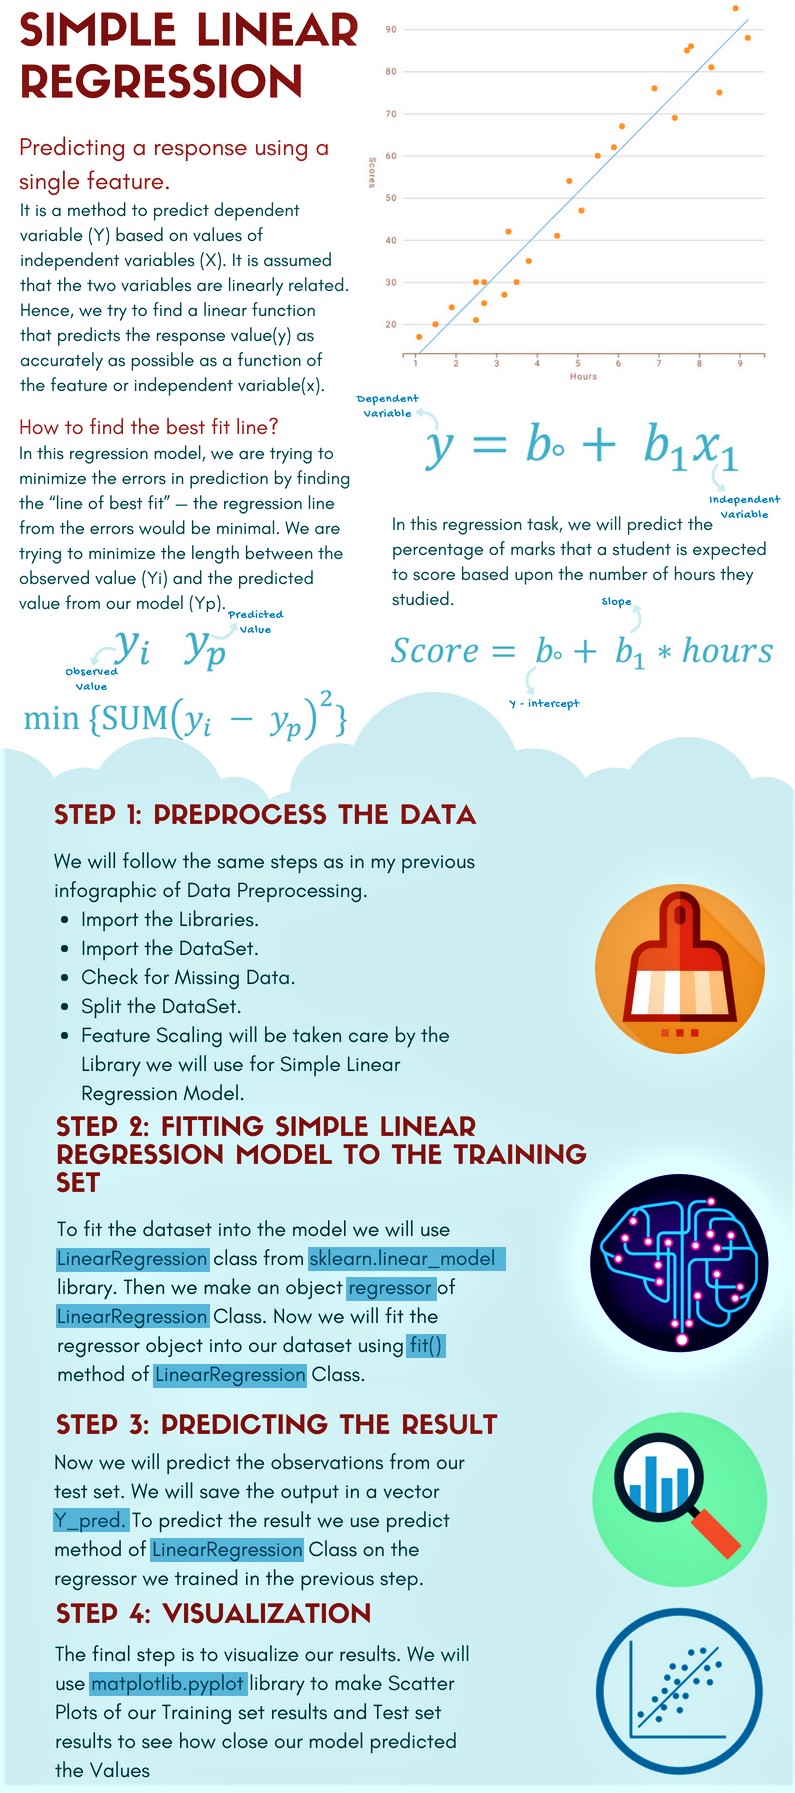 SIMPLE LINEAR
REGRESSION
Predicting a response using a
single feature.
It is a method to predict dependent
variable (Y) based on values of
independent variables (X). It is assumed
that the two variables are linearly related.
Hence, we try to find a linear function
that predicts the response value(y) as
accurately as possible as a function of
the feature or independent variable(x).
How to find the best fit line?
In this regression model, we are trying to
minimize the errors in prediction by finding
the “line of best fit” — the regression line
from the errors would be minimal. We are
trying to minimize the length between the
observed value (Yi) and the predicted
value from our model (Yp).
Predicted
Value
yᵢ yₚ
Observed
Value
min {SUM(yᵢ − yₚ)²}
90
80
70
60
50
40
30
20
Scores
1 2 3 4 5 6 7 8 9
Hours
Dependent
Variable
y = b₀ + b₁x₁
Independent
Variable
In this regression task, we will predict the
percentage of marks that a student is expected
to score based upon the number of hours they
studied.
Slope
Score = b₀ + b₁ * hours
Y - intercept
STEP 1: PREPROCESS THE DATA
We will follow the same steps as in my previous
infographic of Data Preprocessing.
• Import the Libraries.
• Import the DataSet.
• Check for Missing Data.
• Split the DataSet.
• Feature Scaling will be taken care by the
Library we will use for Simple Linear
Regression Model.
STEP 2: FITTING SIMPLE LINEAR
REGRESSION MODEL TO THE TRAINING
SET
To fit the dataset into the model we will use
LinearRegression class from sklearn.linear_model
library. Then we make an object regressor of
LinearRegression Class. Now we will fit the
regressor object into our dataset using fit()
method of LinearRegression Class.
STEP 3: PREDICTING THE RESULT
Now we will predict the observations from our
test set. We will save the output in a vector
Y_pred. To predict the result we use predict
method of LinearRegression Class on the
regressor we trained in the previous step.
STEP 4: VISUALIZATION
The final step is to visualize our results. We will
use matplotlib.pyplot library to make Scatter
Plots of our Training set results and Test set
results to see how close our model predicted
the Values